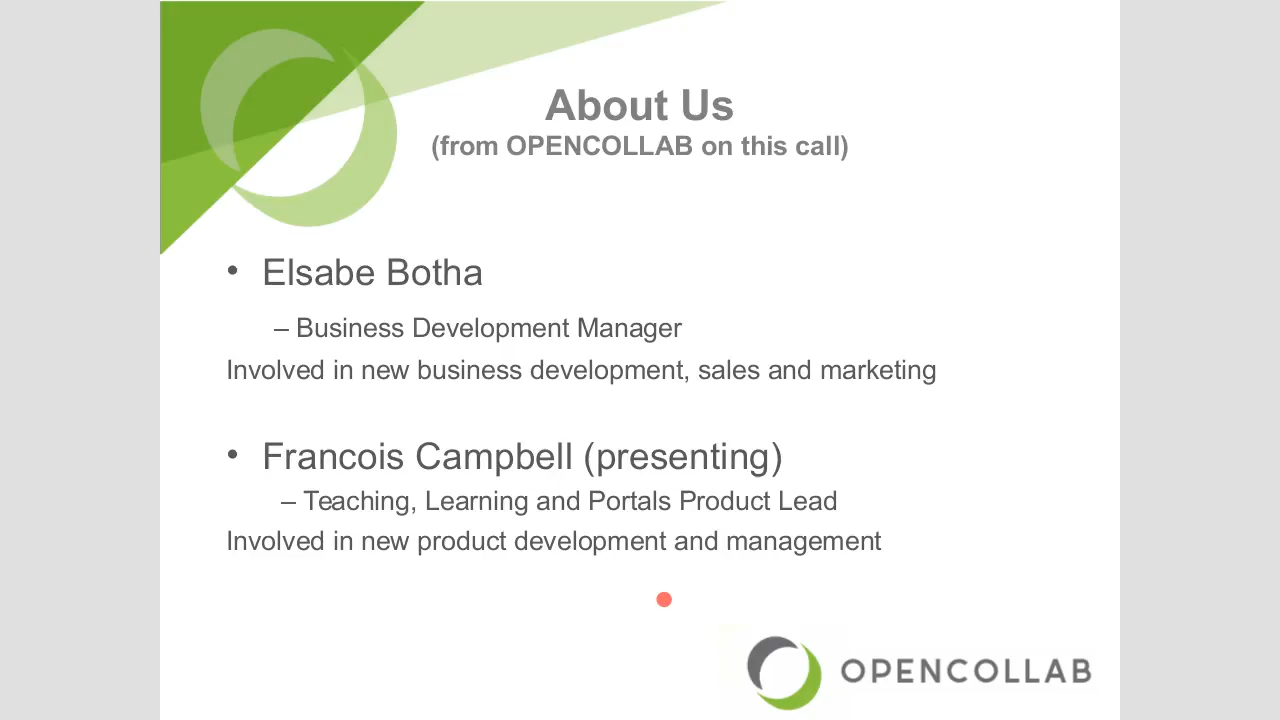 About Us
(from OPENCOLLAB on this call)
• Elsabe Botha
– Business Development Manager
Involved in new business development, sales and marketing
• Francois Campbell (presenting)
– Teaching, Learning and Portals Product Lead
Involved in new product development and management
OPENCOLLAB